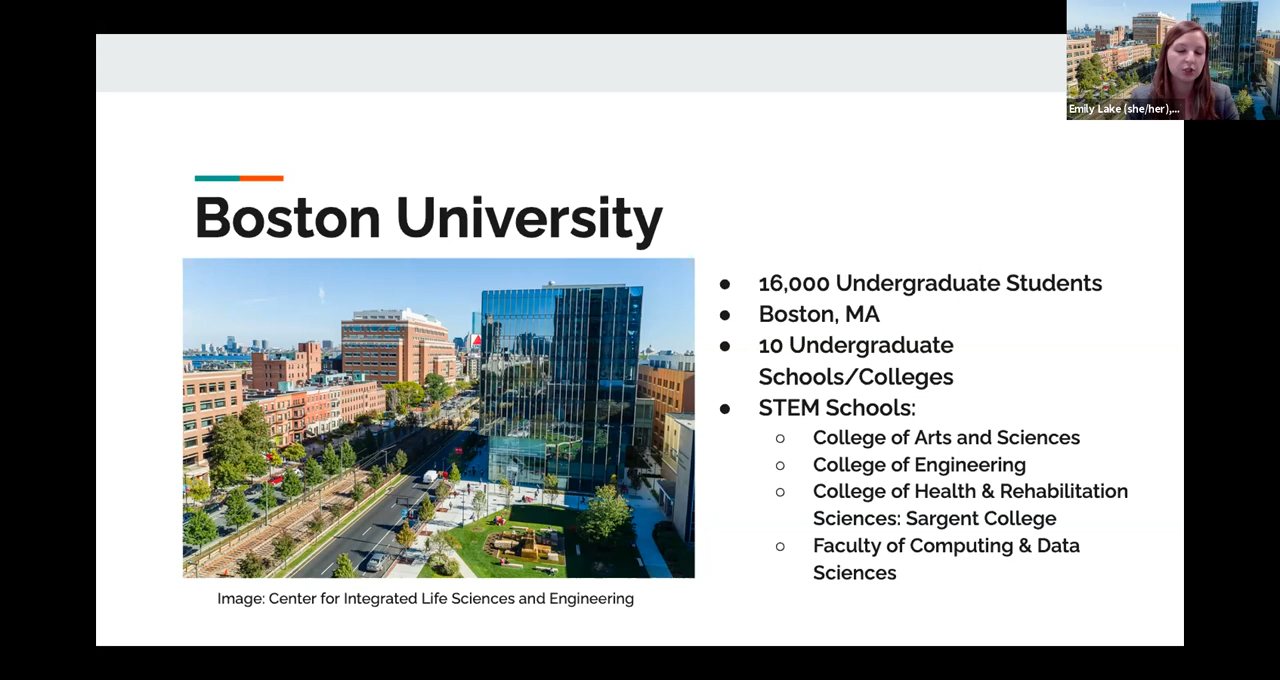 Emily Lake (she/her),...
Boston University
● 16,000 Undergraduate Students
● Boston, MA
● 10 Undergraduate
Schools/Colleges
● STEM Schools:
○ College of Arts and Sciences
○ College of Engineering
○ College of Health & Rehabilitation
Sciences: Sargent College
○ Faculty of Computing & Data
Sciences
Image: Center for Integrated Life Sciences and Engineering